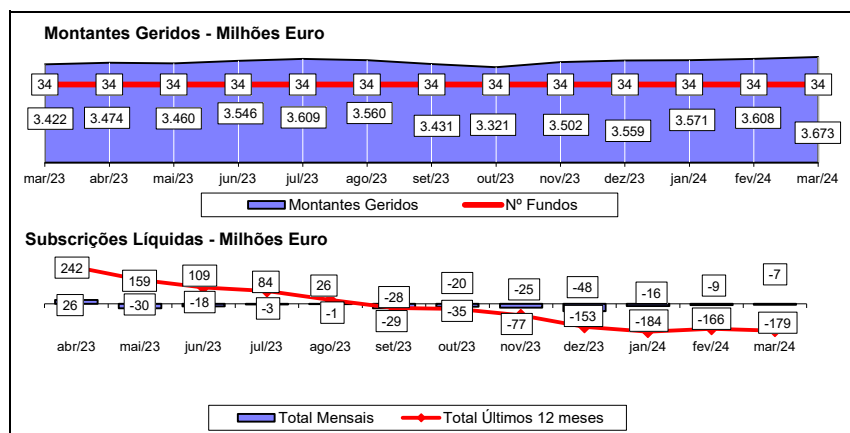 Montantes Geridos - Milhões Euro
34 34 34 34 34 34 34 34 34 34 34 34 34
3.422 3.474 3.460 3.546 3.609 3.560 3.431 3.321 3.502 3.559 3.571 3.608 3.673
mar/23 abr/23 mai/23 jun/23 jul/23 ago/23 set/23 out/23 nov/23 dez/23 jan/24 fev/24 mar/24
Montantes Geridos Nº Fundos
Subscrições Líquidas - Milhões Euro
242 159 109 84 26 -28 -20 -25 -48 -16 -9 -7
26 -30 -18 -3 -1 -29 -35 -77 -153 -184 -166 -179
abr/23 mai/23 jun/23 jul/23 ago/23 set/23 out/23 nov/23 dez/23 jan/24 fev/24 mar/24
Total Mensais Total Últimos 12 meses